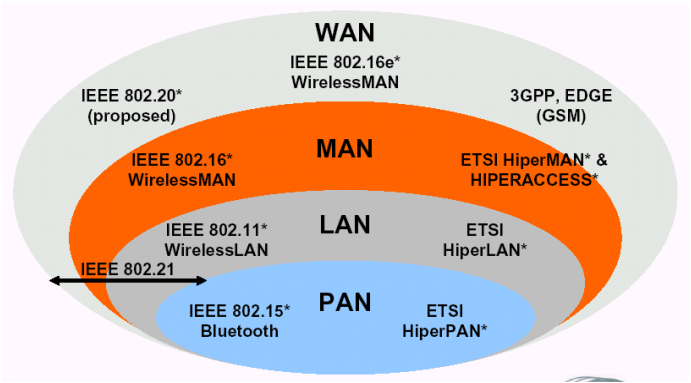 WAN
IEEE 802.16e*
WirelessMAN
IEEE 802.20*
(proposed)
3GPP, EDGE
(GSM)
MAN
IEEE 802.16*
WirelessMAN
ETSI HiperMAN* &
HIPERACCESS*
LAN
IEEE 802.11*
WirelessLAN
ETSI
HiperLAN*
IEEE 802.21
PAN
IEEE 802.15*
Bluetooth
ETSI
HiperPAN*